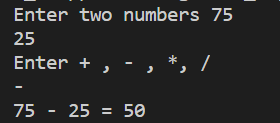 Enter two numbers 75
25
Enter + , - , *, /
-
75 - 25 = 50